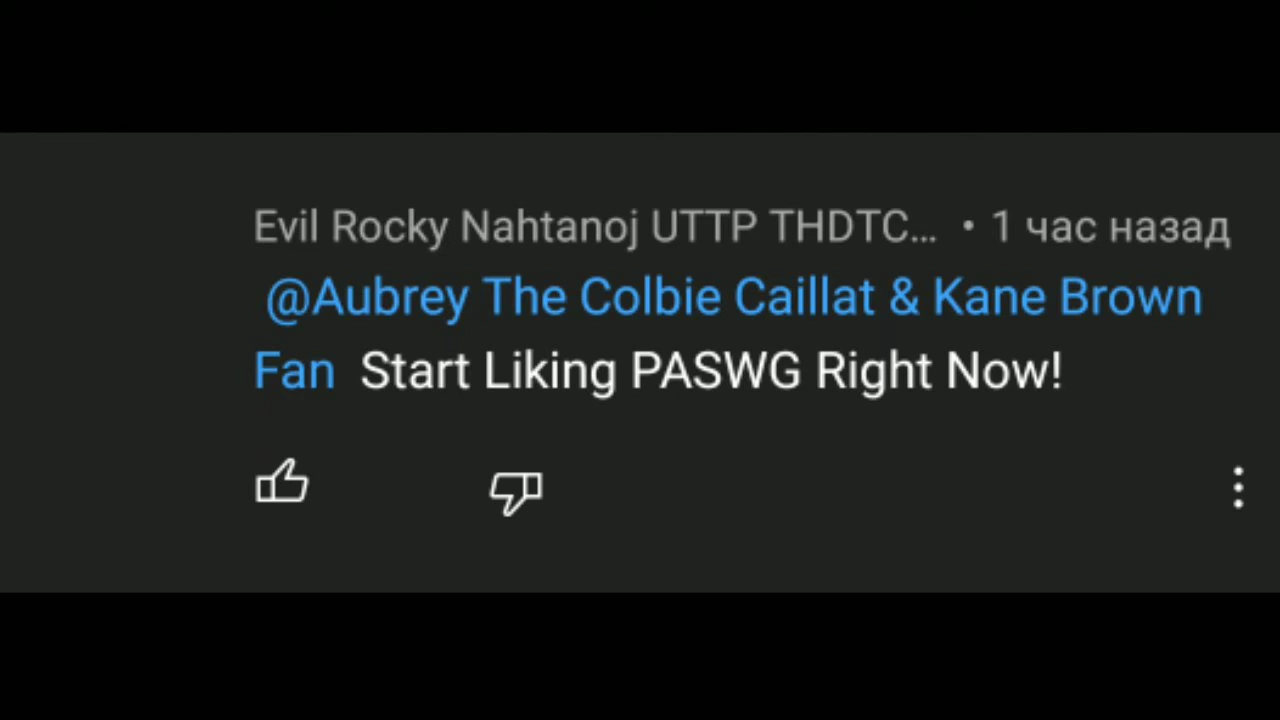 Evil Rocky Nahtanoj UTTP THDTC... • 1 час назад
@Aubrey The Colbie Caillat & Kane Brown
Fan Start Liking PASWG Right Now!